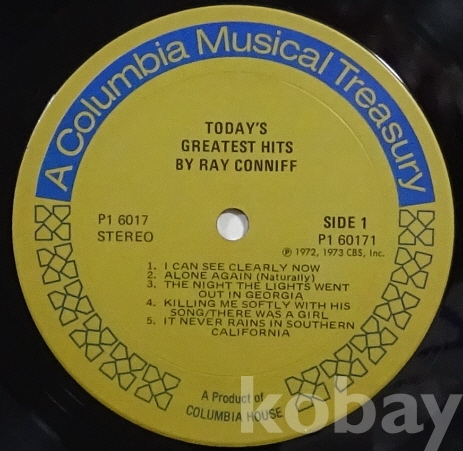 A Columbia Musical Treasury
TODAY'S
GREATEST HITS
BY RAY CONNIFF
P1 6017
STEREO
SIDE 1
P1 60171
Ⓟ 1972, 1973 CBS, Inc.
1. I CAN SEE CLEARLY NOW
2. ALONE AGAIN (Naturally)
3. THE NIGHT THE LIGHTS WENT
OUT IN GEORGIA
4. KILLING ME SOFTLY WITH HIS
SONG/THERE WAS A GIRL
5. IT NEVER RAINS IN SOUTHERN
CALIFORNIA
A Product of
COLUMBIA HOUSE
kobay